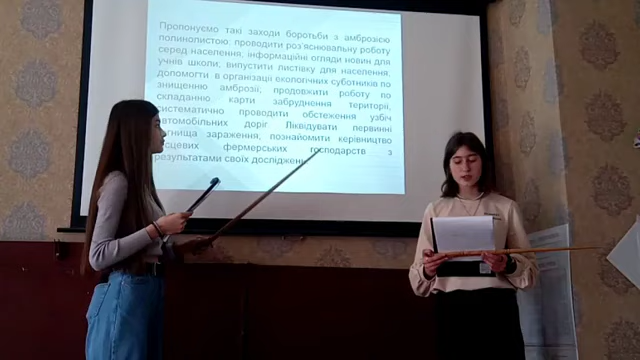 Пропонуємо такі заходи боротьби з амброзією
полинолистою: проводити роз'яснювальну роботу
серед населення; інформаційні огляди новин для
учнів школи; випустити листівку для населення;
допомогти в організації екологічних суботників по
знищенню амброзії; продовжити роботу по
складанню карти забруднення території,
систематично проводити обстеження узбіч
автомобільних доріг. Ліквідувати первинні
вогнища зараження, познайомити керівництво
місцевих фермерських господарств з
результатами своїх досліджень